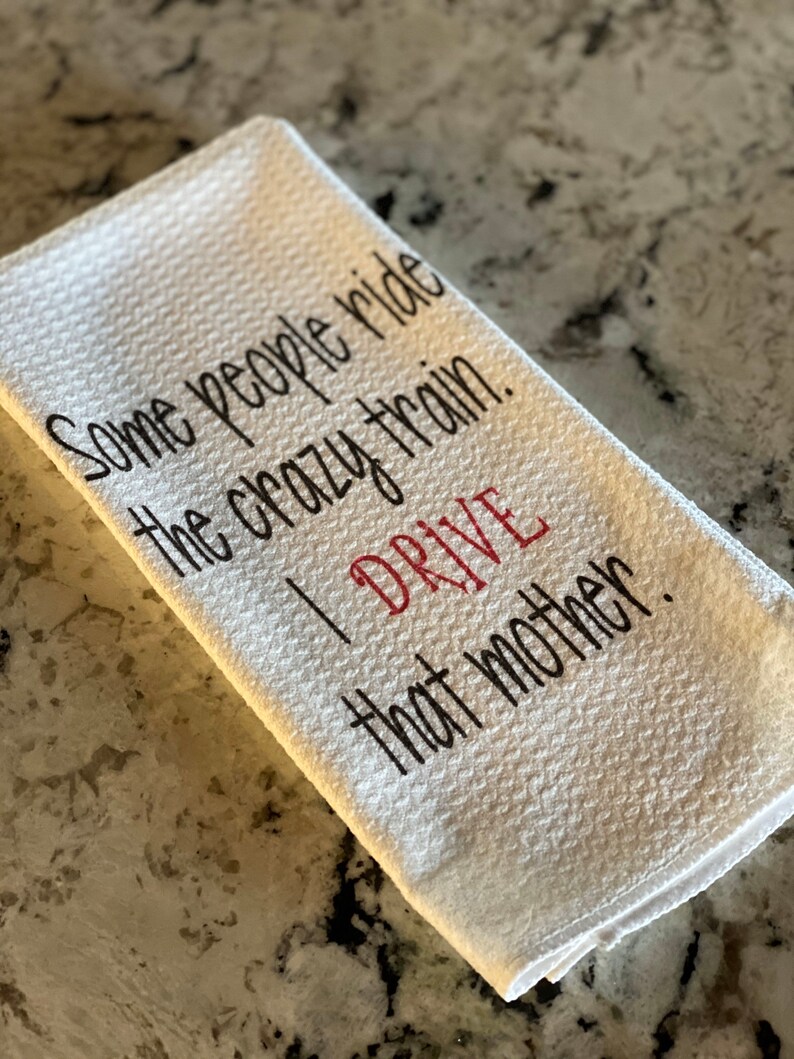 Some people ride
the crazy train.
I DRiVE
that mother.